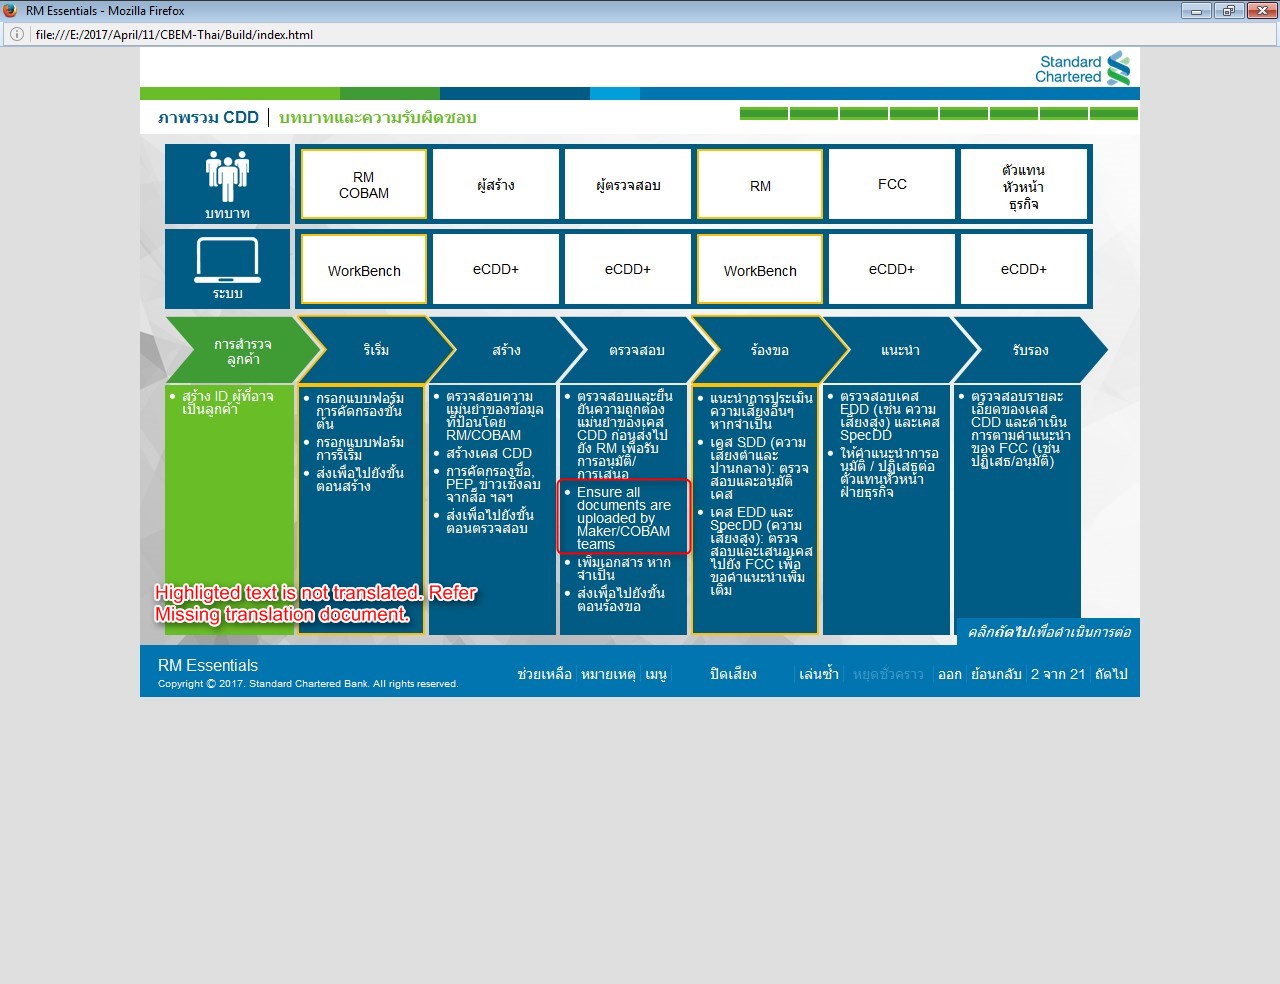 RM Essentials - Mozilla Firefox
file:///E:/2017/April/11/CBEM-Thai/Build/index.html
Standard
Chartered
ภาพรวม CDD | บทบาทและความรับผิดชอบ
บทบาท
RM
COBAM
ผู้สร้าง
ผู้ตรวจสอบ
RM
FCC
ตัวแทน
หัวหน้า
ธุรกิจ
ระบบ
WorkBench
eCDD+
eCDD+
WorkBench
eCDD+
eCDD+
การสำรวจ
ลูกค้า
ริเริ่ม
สร้าง
ตรวจสอบ
ร้องขอ
แนะนำ
รับรอง
• สร้าง ID ผู้ที่อาจ
เป็นลูกค้า
• กรอกแบบฟอร์ม
การคัดกรองขั้น
ต้น
• กรอกแบบฟอร์ม
การริเริ่ม
• ส่งเพื่อไปยังขั้น
ตอนสร้าง
• ตรวจสอบความ
แม่นยำของข้อมูล
ที่ป้อนโดย
RM/COBAM
• สร้างเคส CDD
• การคัดกรองชื่อ,
PEP, ข่าวเชิงลบ
จากสื่อ ฯลฯ
• ส่งเพื่อไปยังขั้น
ตอนตรวจสอบ
• ตรวจสอบและยืน
ยันความถูกต้อง
แม่นยำของเคส
CDD ก่อนส่งไป
ยัง RM เพื่อรับ
การอนุมัติ/
การเสนอ
• Ensure all
documents are
uploaded by
Maker/COBAM
teams
• เพิ่มเอกสาร หาก
จำเป็น
• ส่งเพื่อไปยังขั้น
ตอนร้องขอ
• แนะนำการประเมิน
ความเสี่ยงอื่นๆ
หากจำเป็น
• เคส SDD (ความ
เสี่ยงต่ำและ
ปานกลาง): ตรวจ
สอบและอนุมัติ
เคส
• เคส EDD และ
SpecDD (ความ
เสี่ยงสูง): ตรวจ
สอบและเสนอเคส
ไปยัง FCC เพื่อ
ขอคำแนะนำเพิ่ม
เติม
• ตรวจสอบเคส
EDD (เช่น ความ
เสี่ยงสูง) และเคส
SpecDD
• ให้คำแนะนำการอ
นุมัติ / ปฏิเสธต่อ
ตัวแทนหัวหน้า
ฝ่ายธุรกิจ
• ตรวจสอบรายละ
เอียดของเคส
CDD และดำเนิน
การตามคำแนะนำ
ของ FCC (เช่น
ปฏิเสธ/อนุมัติ)
Highligted text is not translated. Refer
Missing translation document.
คลิกถัดไปเพื่อดำเนินการต่อ
RM Essentials
Copyright © 2017. Standard Chartered Bank. All rights reserved.
ช่วยเหลือ หมายเหตุ เมนู ปิดเสียง เล่นซ้ำ หยุดชั่วคราว ออก ย้อนกลับ 2 จาก 21 ถัดไป